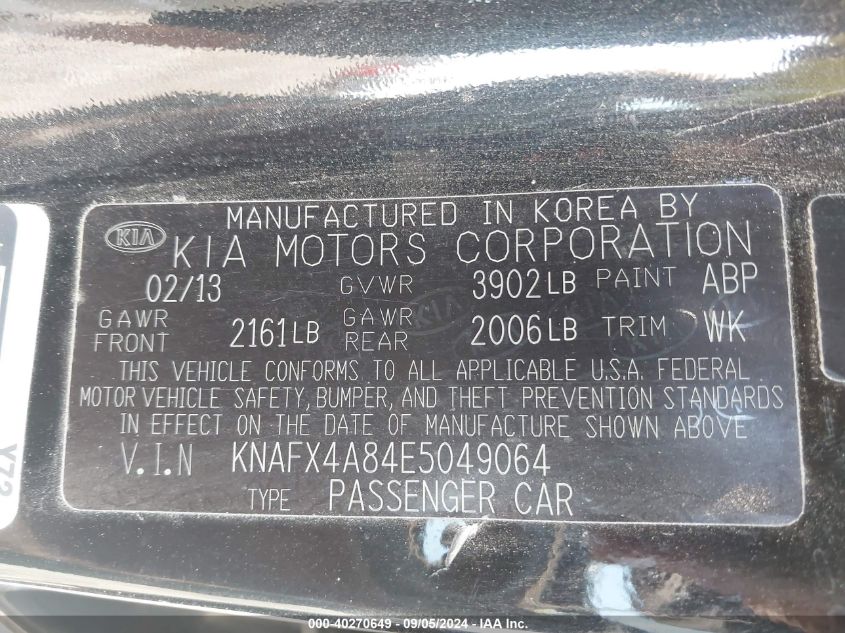 MANUFACTURED IN KOREA BY
KIA KIA MOTORS CORPORATION
02/13 GVWR 3902LB PAINT ABP
GAWR FRONT 2161LB GAWR REAR 2006LB TRIM WK
THIS VEHICLE CONFORMS TO ALL APPLICABLE U.S.A. FEDERAL
MOTOR VEHICLE SAFETY, BUMPER, AND THEFT PREVENTION STANDARDS
IN EFFECT ON THE DATE OF MANUFACTURE SHOWN ABOVE
V.I.N KNAFX4A84E5049064
TYPE PASSENGER CAR
Y72
000-40270649 - 09/05/2024 - IAA Inc.